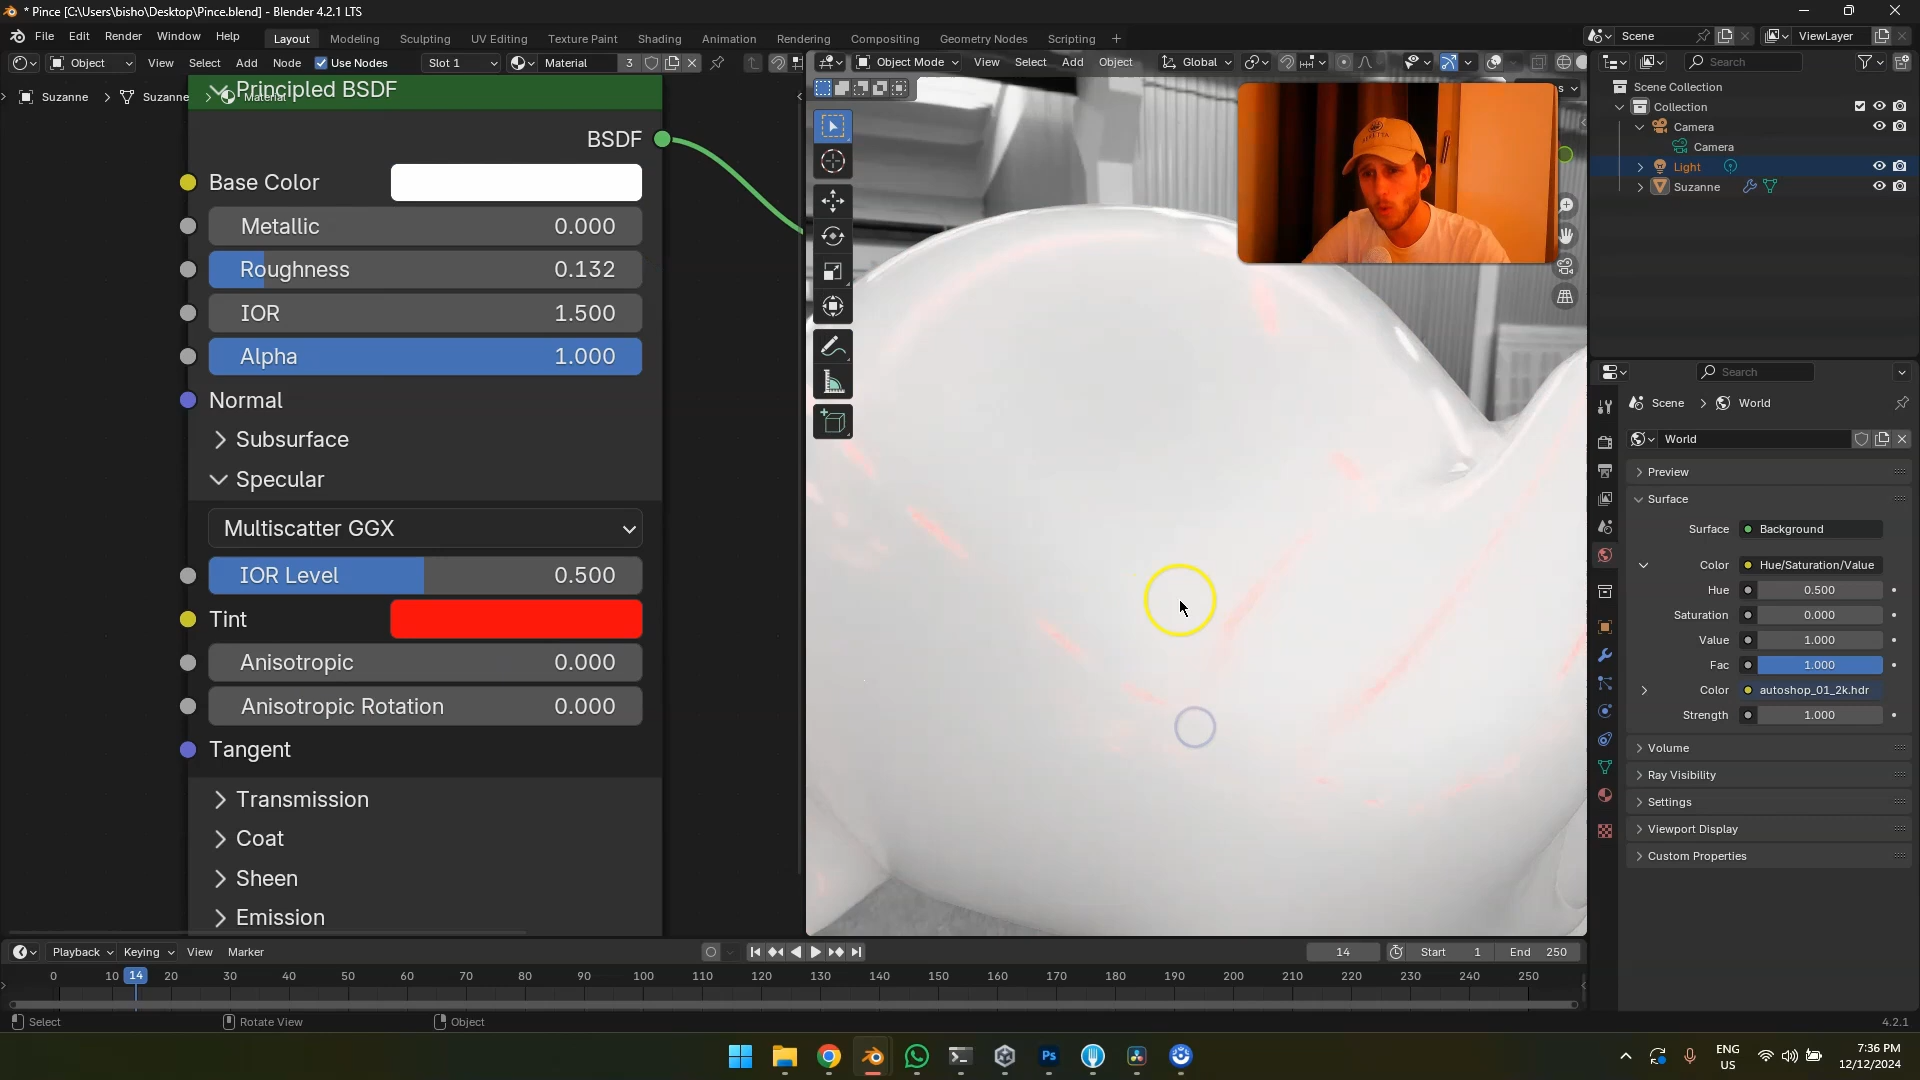 * Pince [C:\Users\bisho\Desktop\Pince.blend] - Blender 4.2.1 LTS
File Edit Render Window Help Layout Modeling Sculpting UV Editing Texture Paint Shading Animation Rendering Compositing Geometry Nodes Scripting + Scene ViewLayer
Object View Select Add Node Use Nodes Slot 1 Material 3
Object Mode View Select Add Object Global
Search
Suzanne > Suzanne > Material
Principled BSDF
BSDF
Base Color
Metallic 0.000
Roughness 0.132
IOR 1.500
Alpha 1.000
Normal
Subsurface
Specular
Multiscatter GGX
IOR Level 0.500
Tint
Anisotropic 0.000
Anisotropic Rotation 0.000
Tangent
Transmission
Coat
Sheen
Emission
Scene Collection
Collection
Camera
Camera
Light
Suzanne
Search
Scene > World
World
Preview
Surface
Surface Background
Color Hue/Saturation/Value
Hue 0.500
Saturation 0.000
Value 1.000
Fac 1.000
Color autoshop_01_2k.hdr
Strength 1.000
Volume
Ray Visibility
Settings
Viewport Display
Custom Properties
Playback Keying View Marker 14 Start 1 End 250
0 10 14 20 30 40 50 60 70 80 90 100 110 120 130 140 150 160 170 180 190 200 210 220 230 240 250
Select Rotate View Object 4.2.1
Ps
ENG
US
7:36 PM
12/12/2024